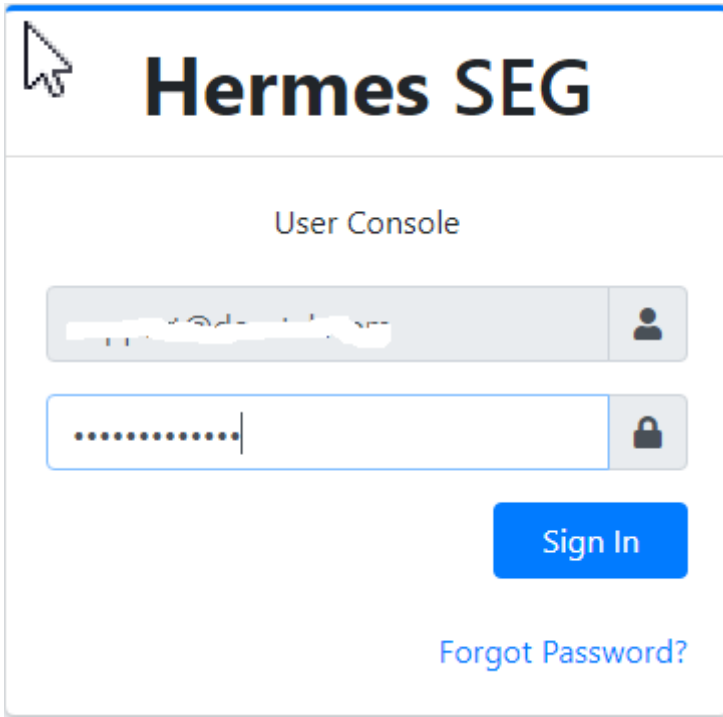 Hermes SEG
User Console
•••••••••••••
Sign In
Forgot Password?